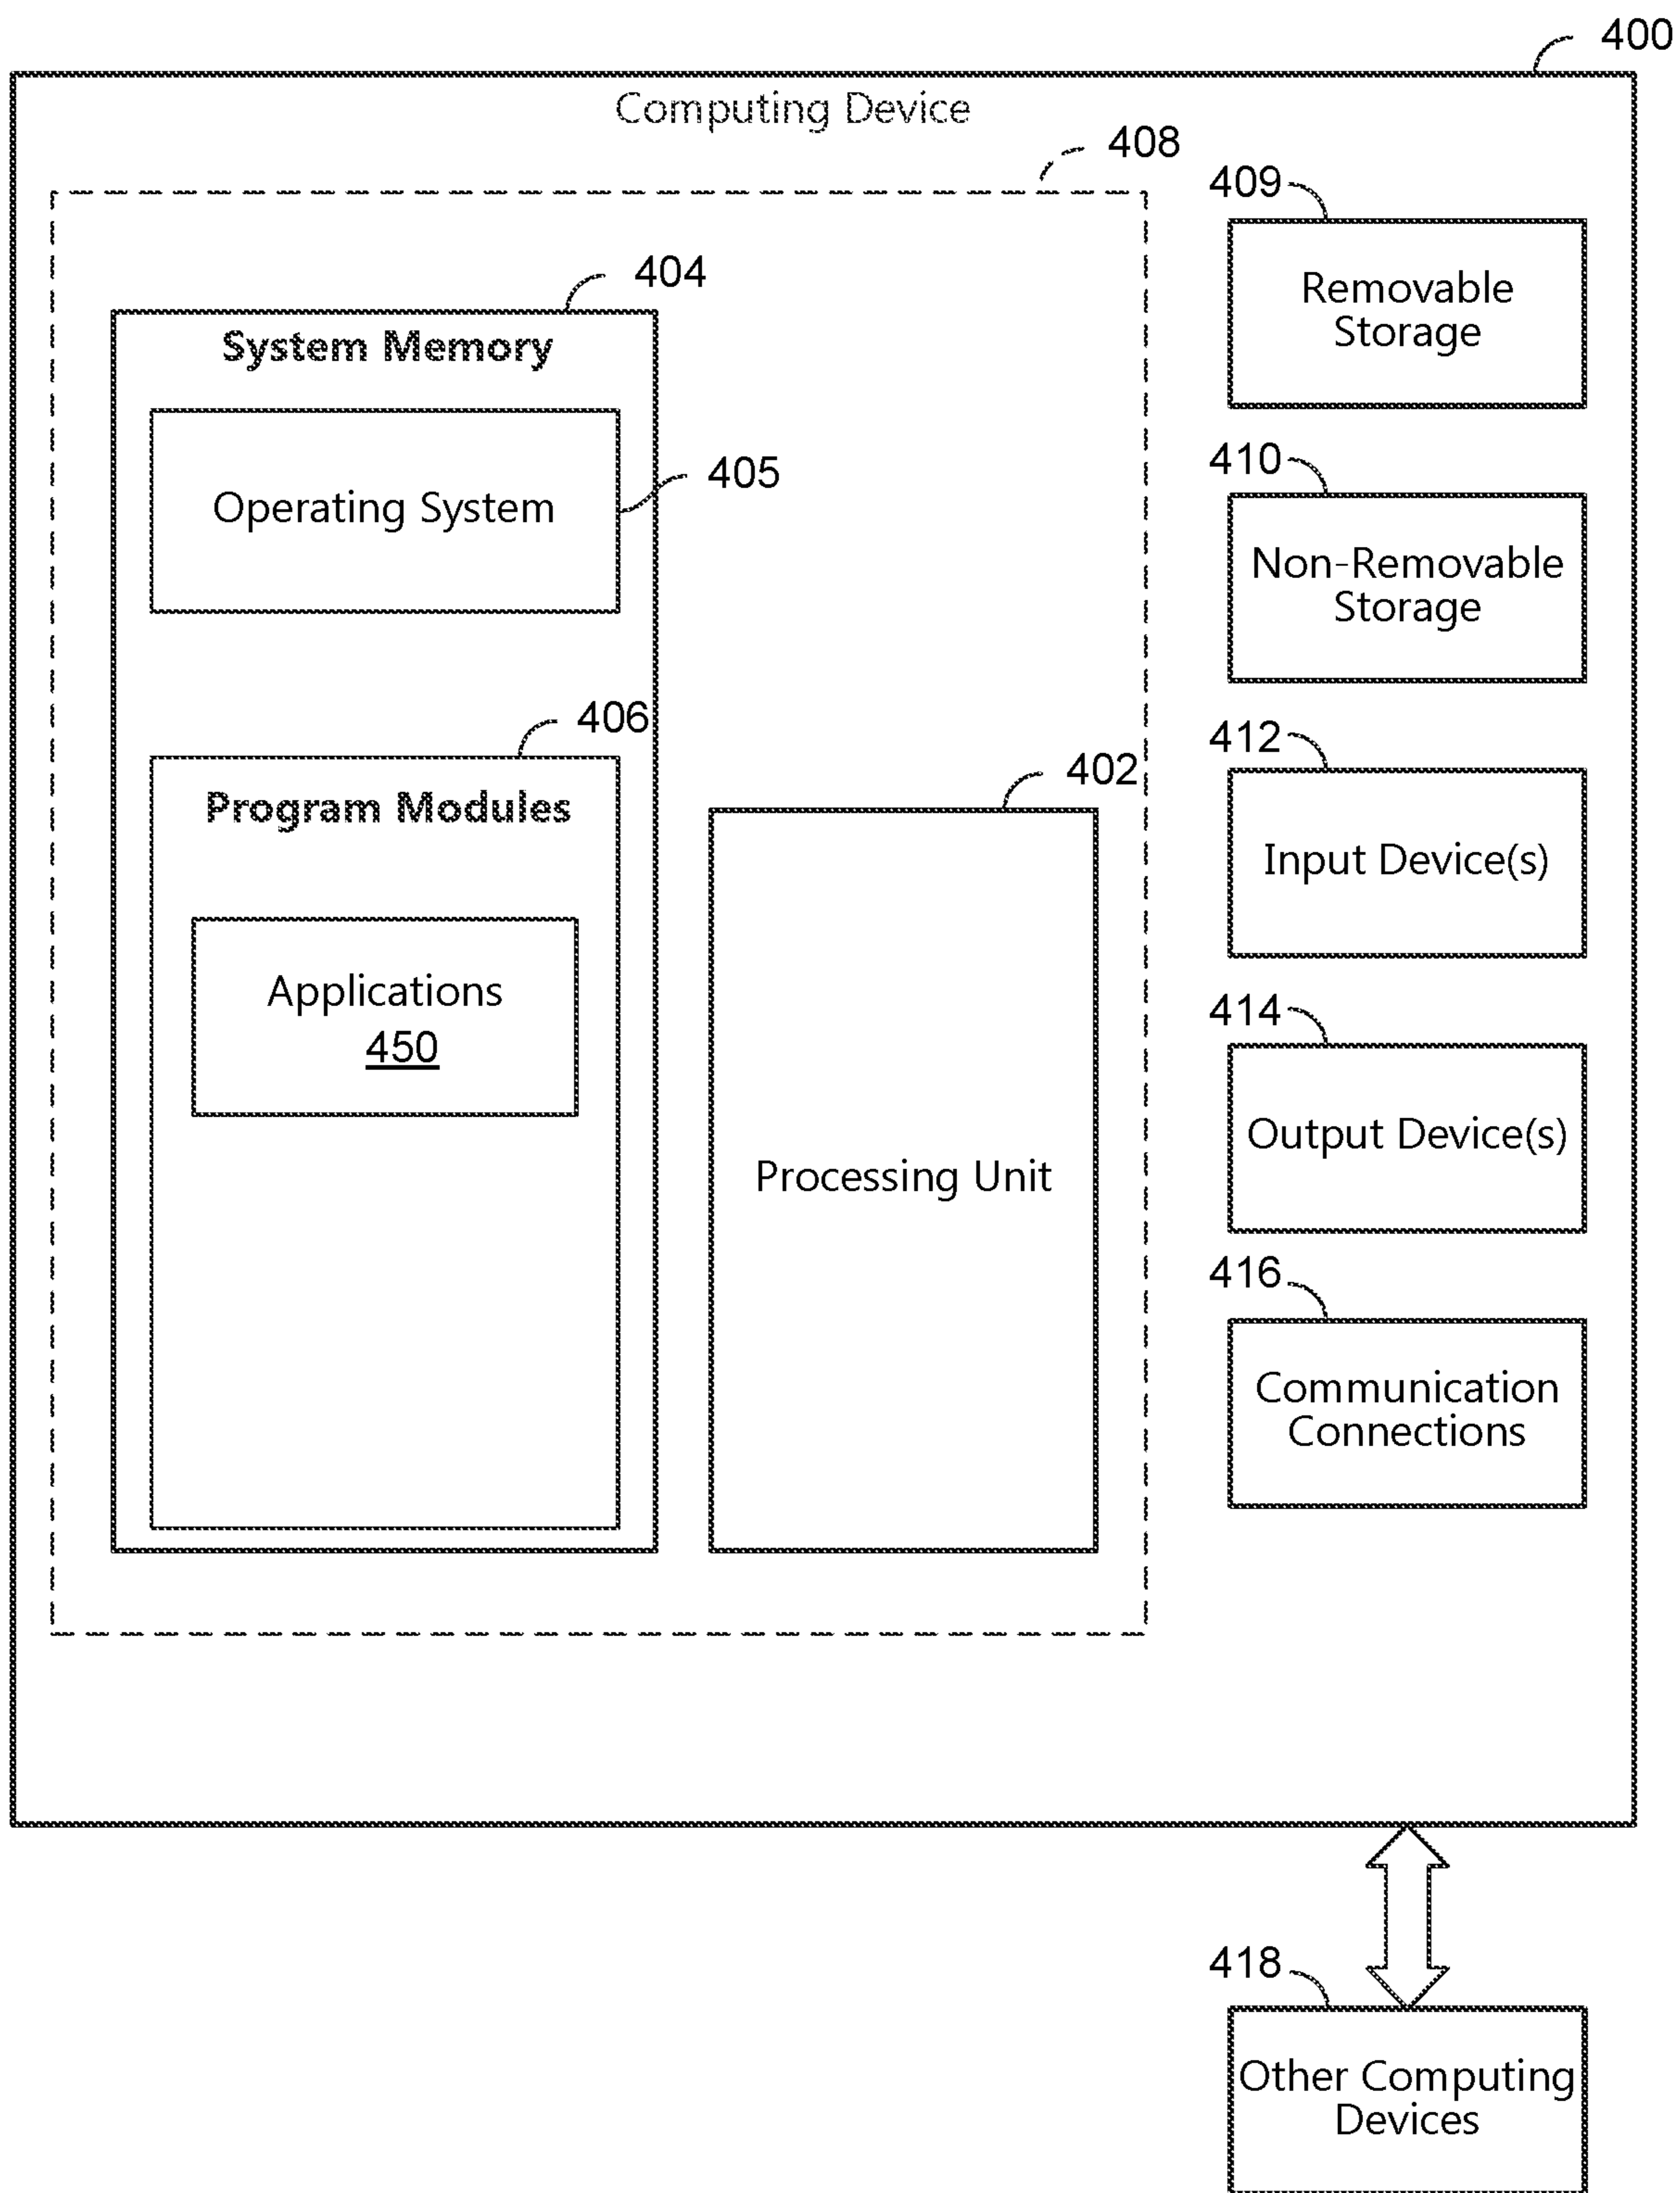 400
Computing Device
408
409
Removable
Storage
404
System Memory
Operating System
405
410
Non-Removable
Storage
406
Program Modules
Applications
450
402
Processing Unit
412
Input Device(s)
414
Output Device(s)
416
Communication
Connections
418
Other Computing
Devices